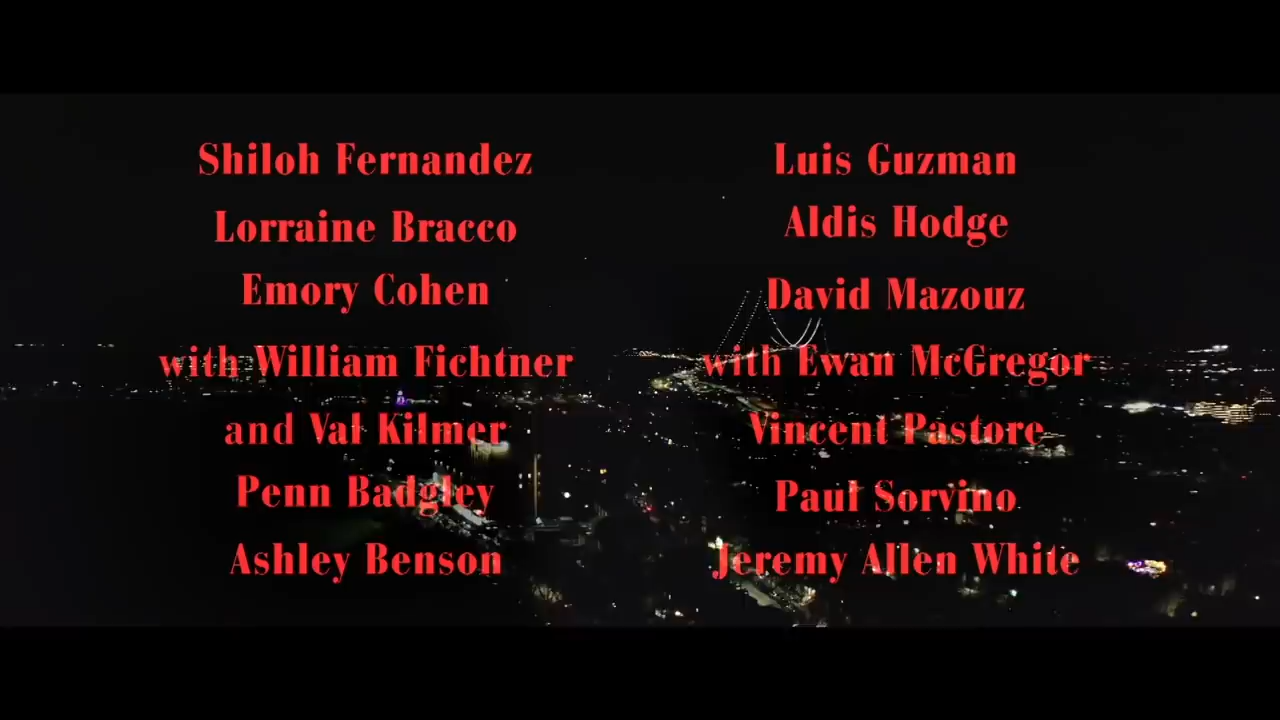 Shiloh Fernandez
Lorraine Bracco
Emory Cohen
with William Fichtner
and Val Kilmer
Penn Badgley
Ashley Benson
Luis Guzman
Aldis Hodge
David Mazouz
with Ewan McGregor
Vincent Pastore
Paul Sorvino
Jeremy Allen White